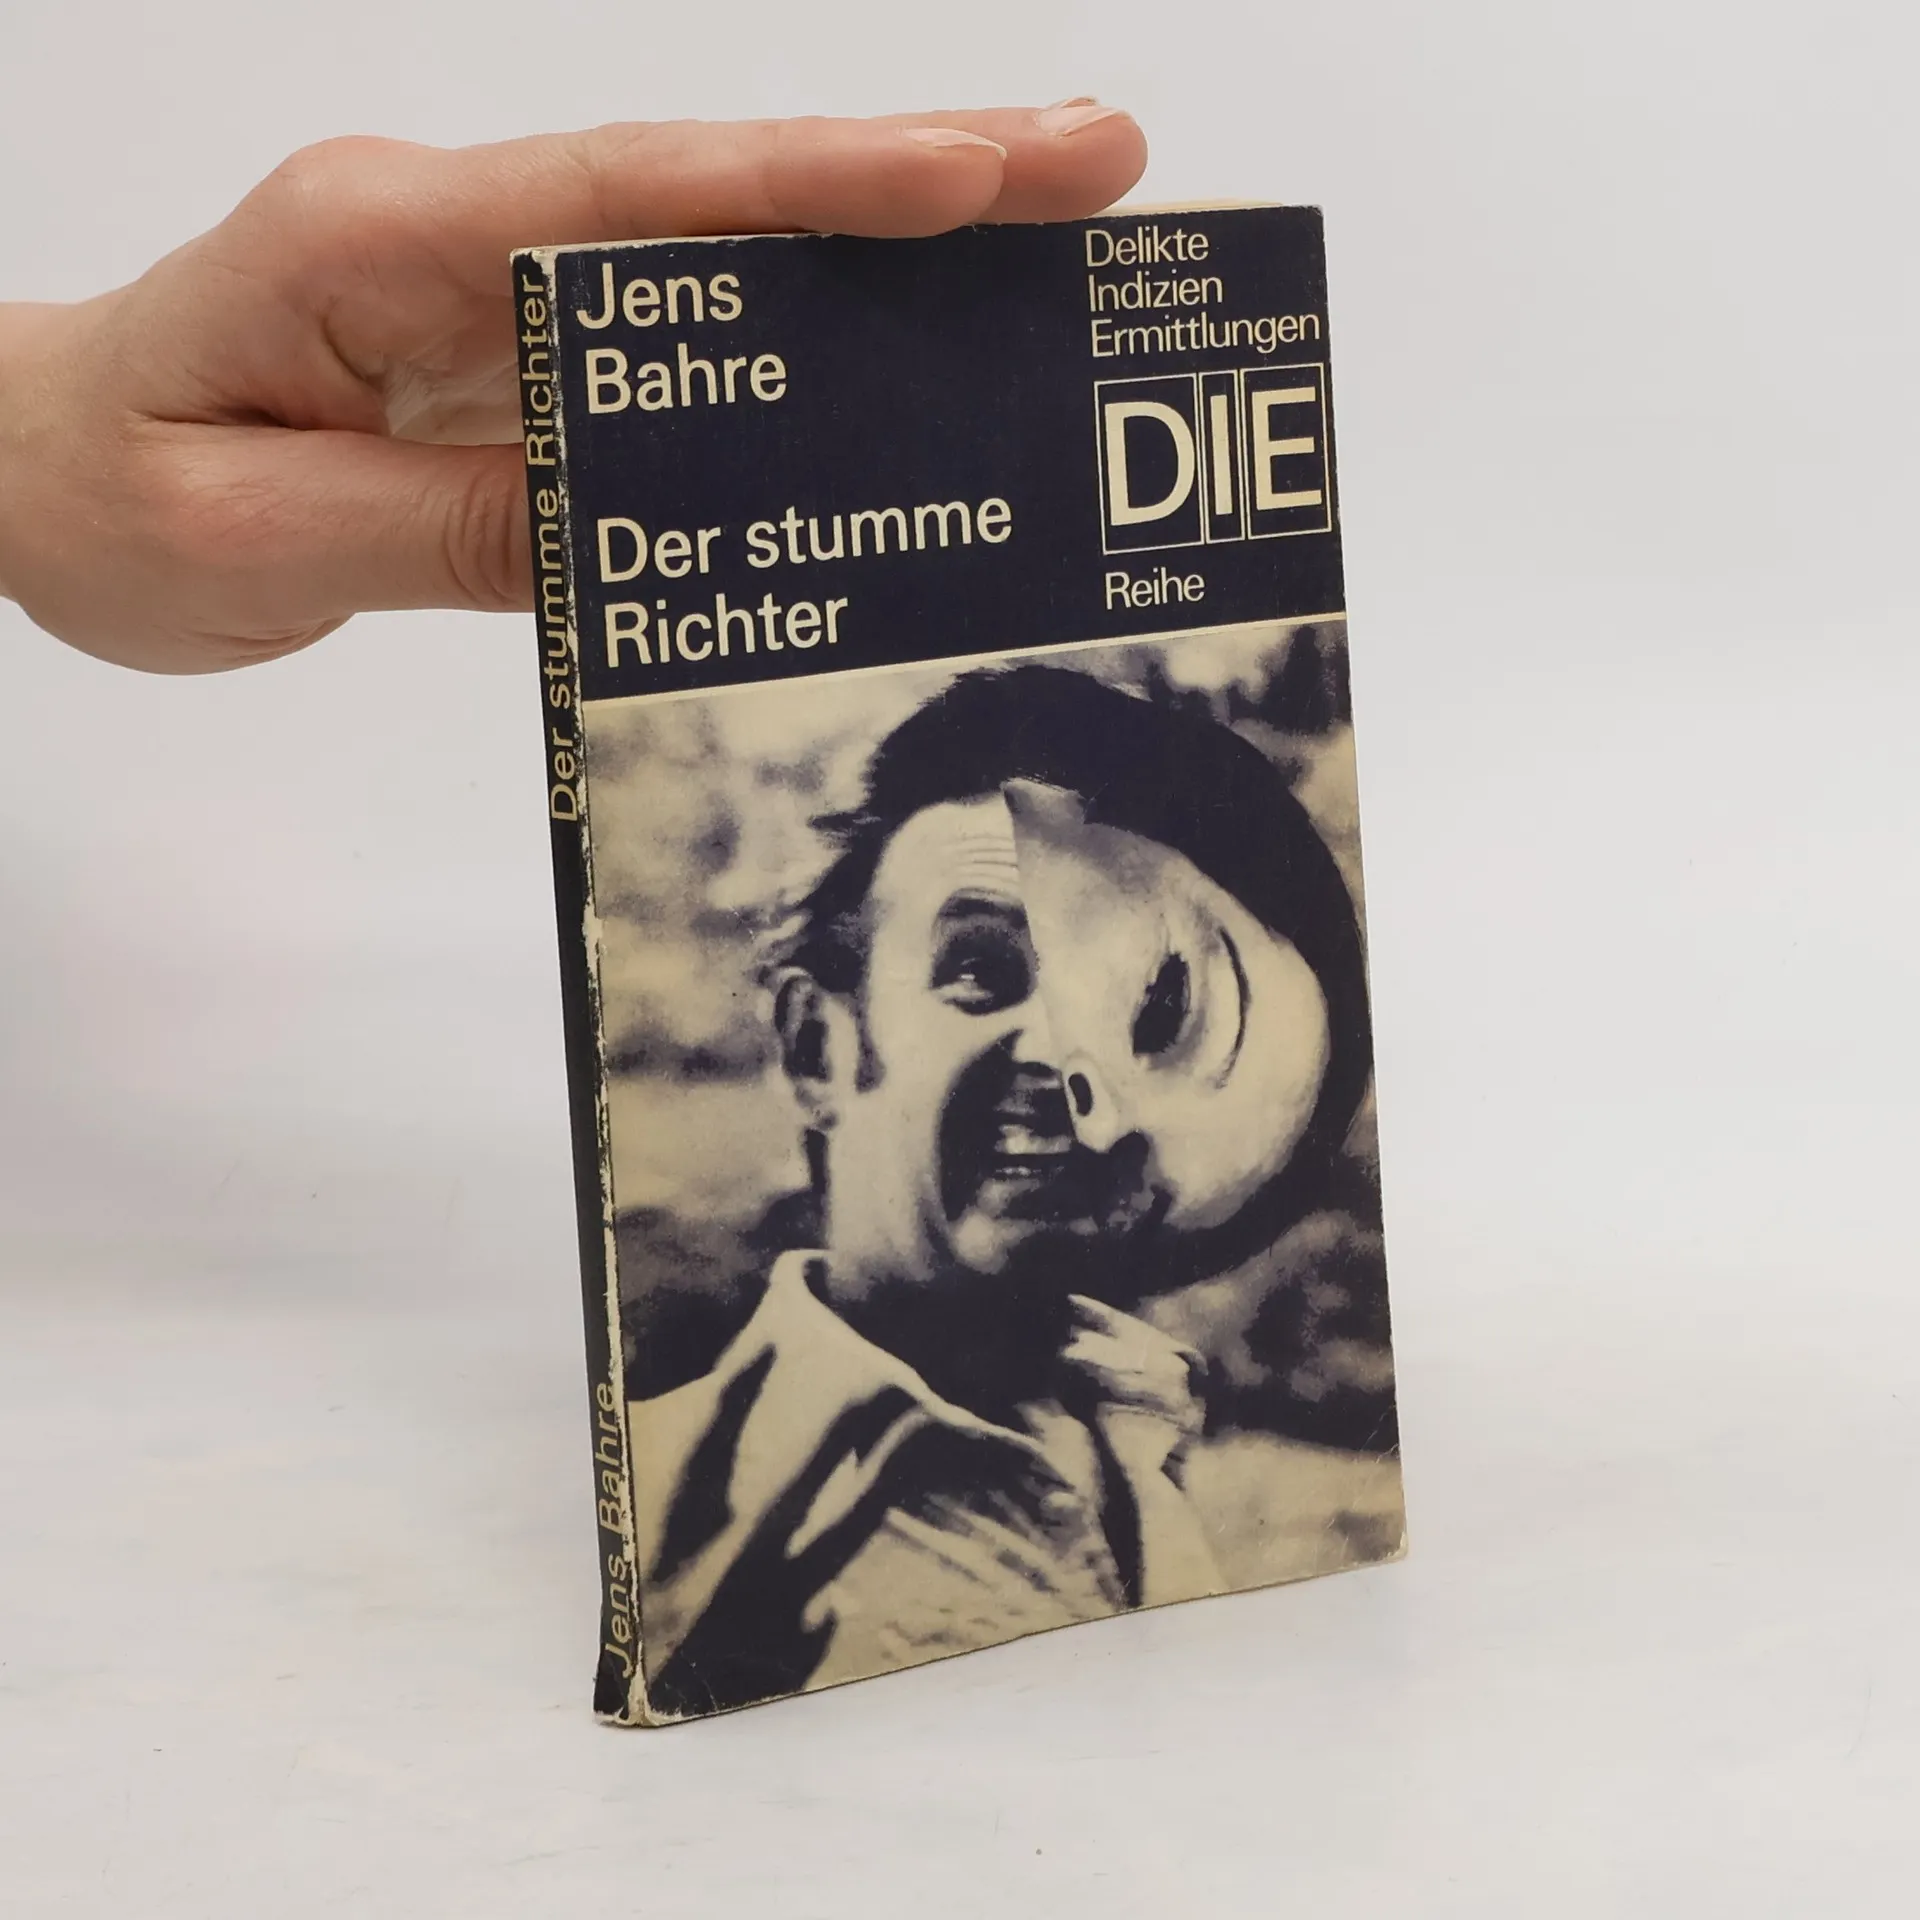 Jens
Bahre
Der stumme
Richter
Delikte
Indizien
Ermittlungen
DIE
Reihe
Der stumme Richter
Jens Bahre